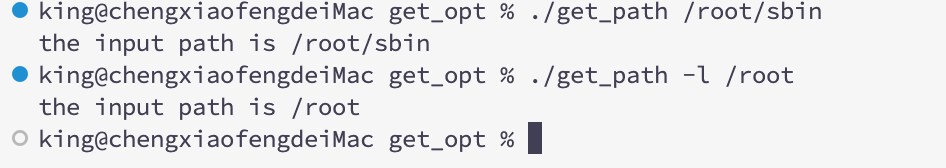 king@chengxiaofengdeiMac get_opt % ./get_path /root/sbin
the input path is /root/sbin
king@chengxiaofengdeiMac get_opt % ./get_path -l /root
the input path is /root
king@chengxiaofengdeiMac get_opt %